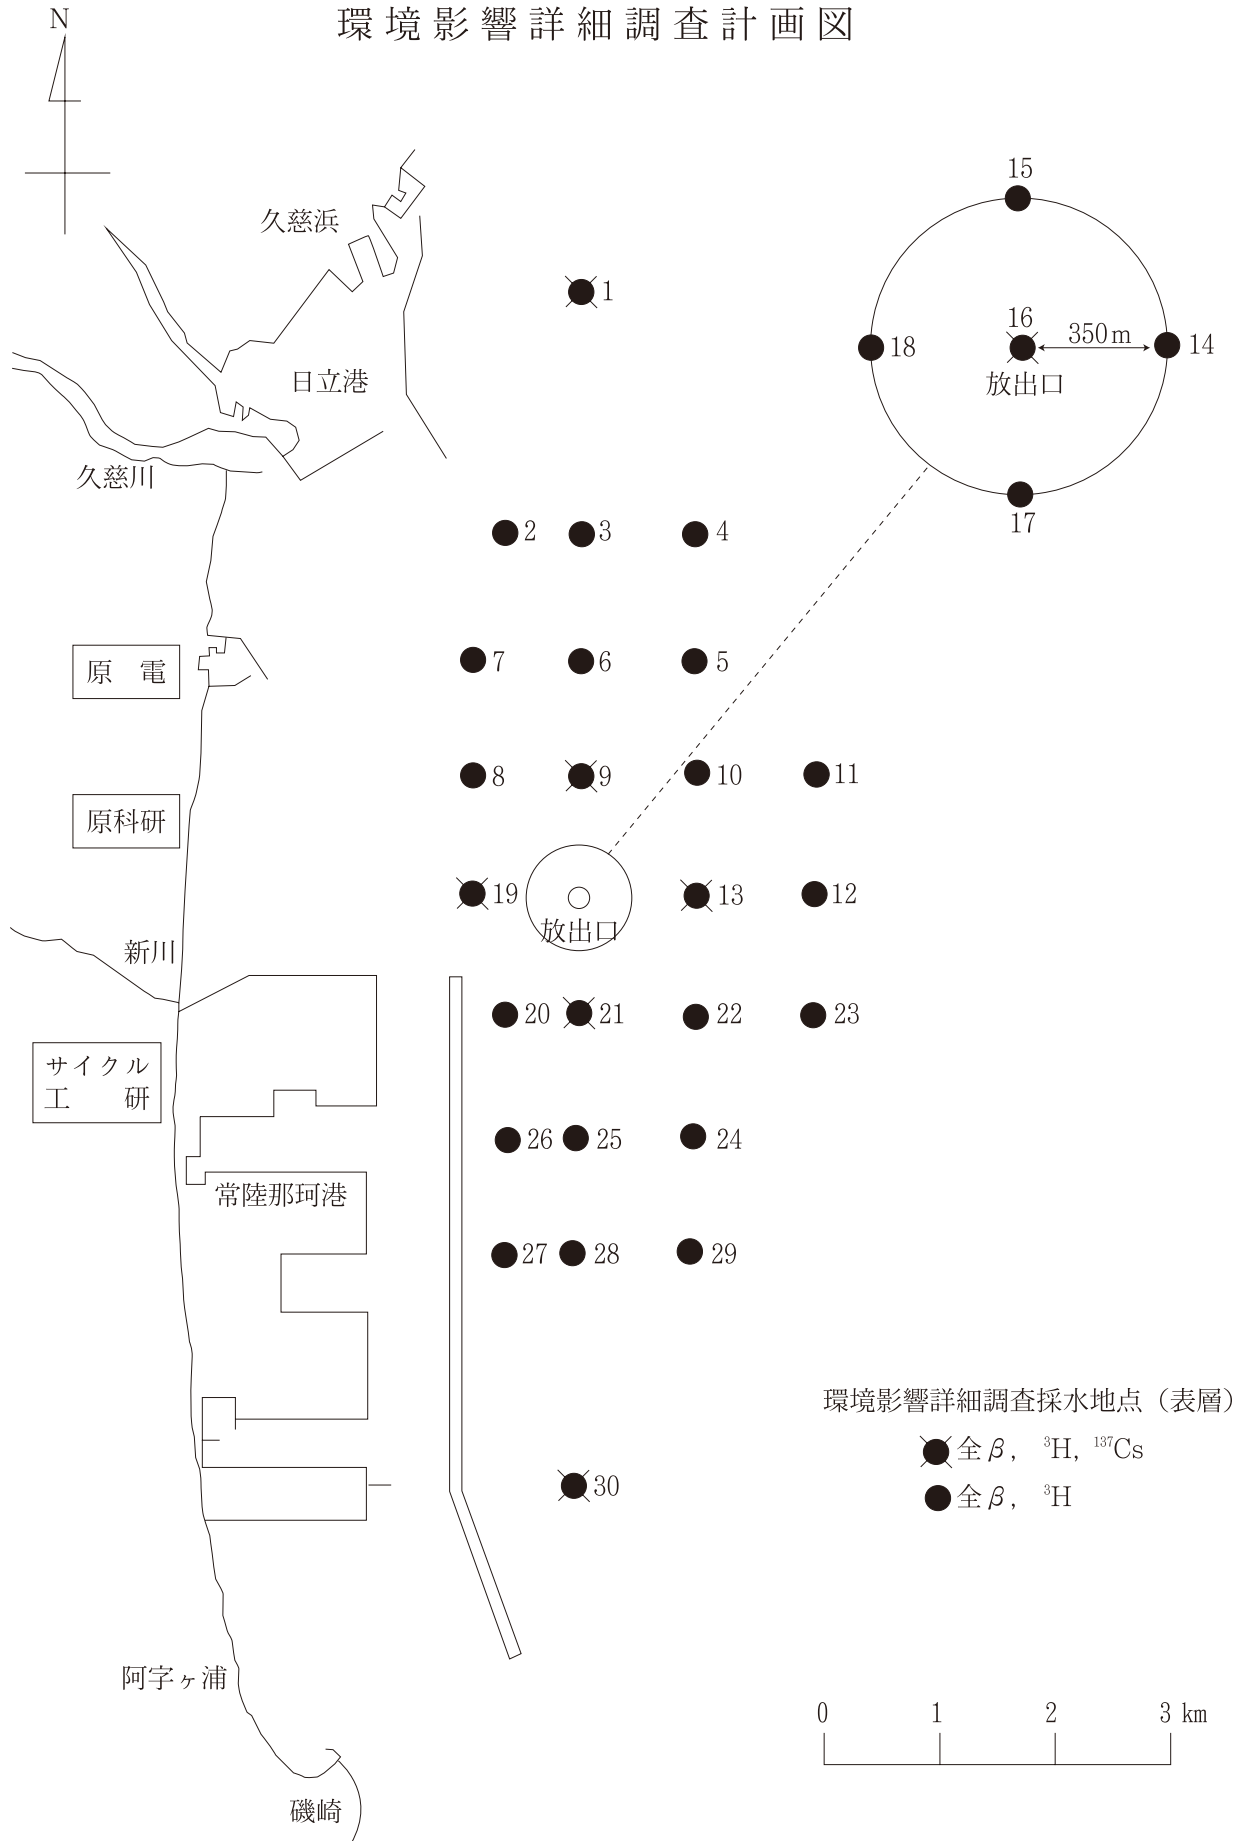 環境影響詳細調査計画図
N
15
久慈浜
1
16
350m
18
14
放出口
日立港
久慈川
17
2
3
4
原 電
7
6
5
8
9
10
11
原科研
19
13
12
放出口
新川
20
21
22
23
サイクル
工 研
26
25
24
常陸那珂港
27
28
29
環境影響詳細調査採水地点(表層)
全β, ³H, ¹³⁷Cs
30
全β, ³H
阿字ヶ浦
0 1 2 3 km
磯崎